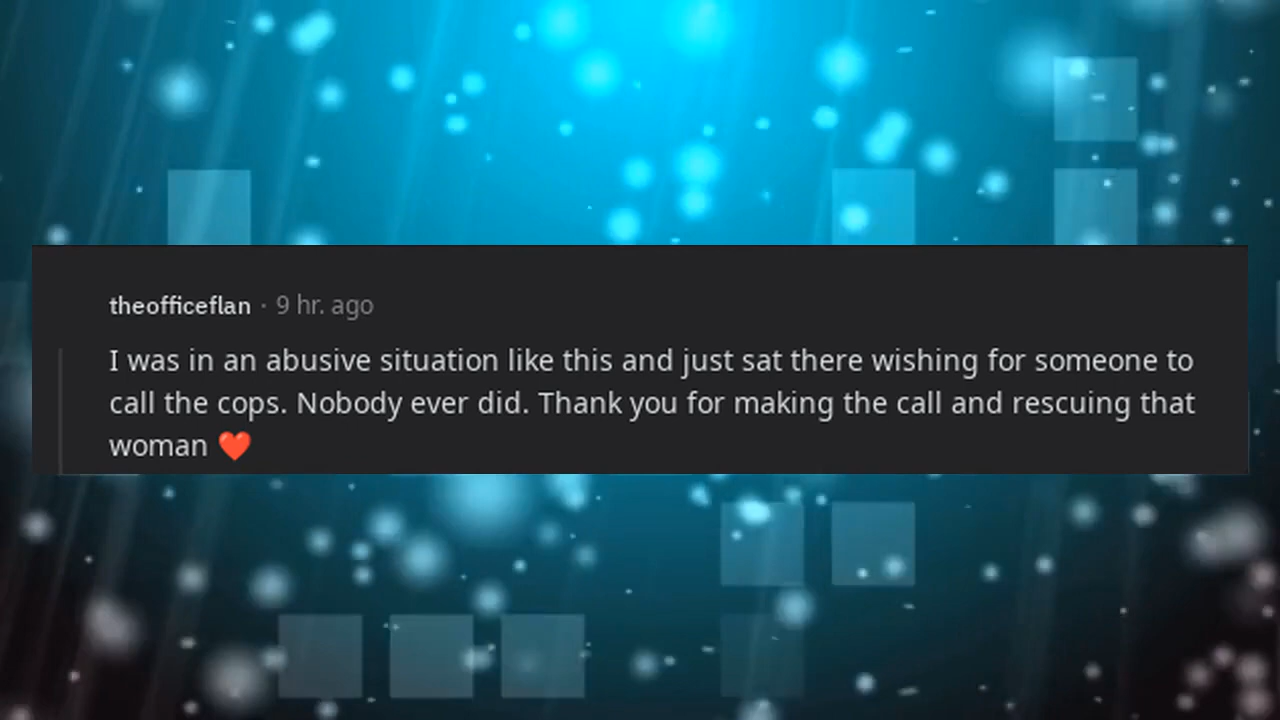 theofficeflan · 9 hr. ago
I was in an abusive situation like this and just sat there wishing for someone to
call the cops. Nobody ever did. Thank you for making the call and rescuing that
woman ❤️